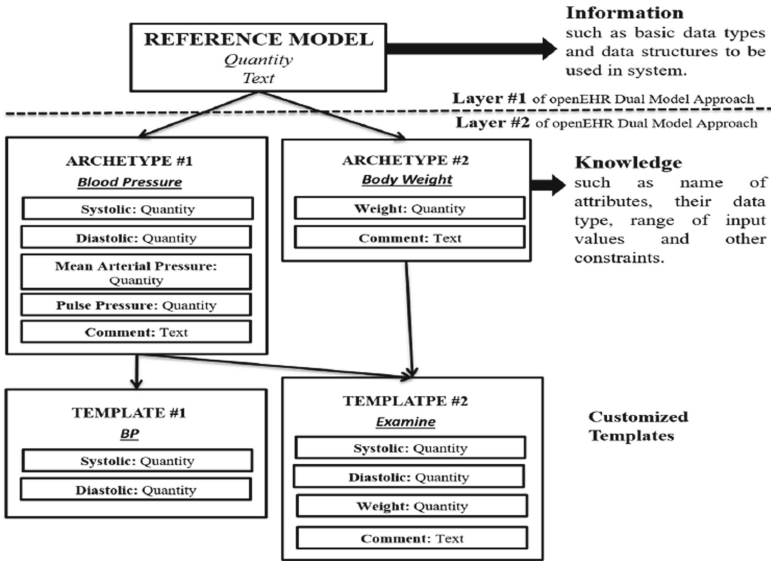 REFERENCE MODEL
Quantity
Text
Information
such as basic data types
and data structures to be
used in system.
Layer #1 of openEHR Dual Model Approach
Layer #2 of openEHR Dual Model Approach
ARCHETYPE #1
Blood Pressure
Systolic: Quantity
Diastolic: Quantity
Mean Arterial Pressure:
Quantity
Pulse Pressure: Quantity
Comment: Text
ARCHETYPE #2
Body Weight
Weight: Quantity
Comment: Text
Knowledge
such as name of
attributes, their data
type, range of input
values and other
constraints.
TEMPLATE #1
BP
Systolic: Quantity
Diastolic: Quantity
TEMPLATPE #2
Examine
Systolic: Quantity
Diastolic: Quantity
Weight: Quantity
Comment: Text
Customized
Templates